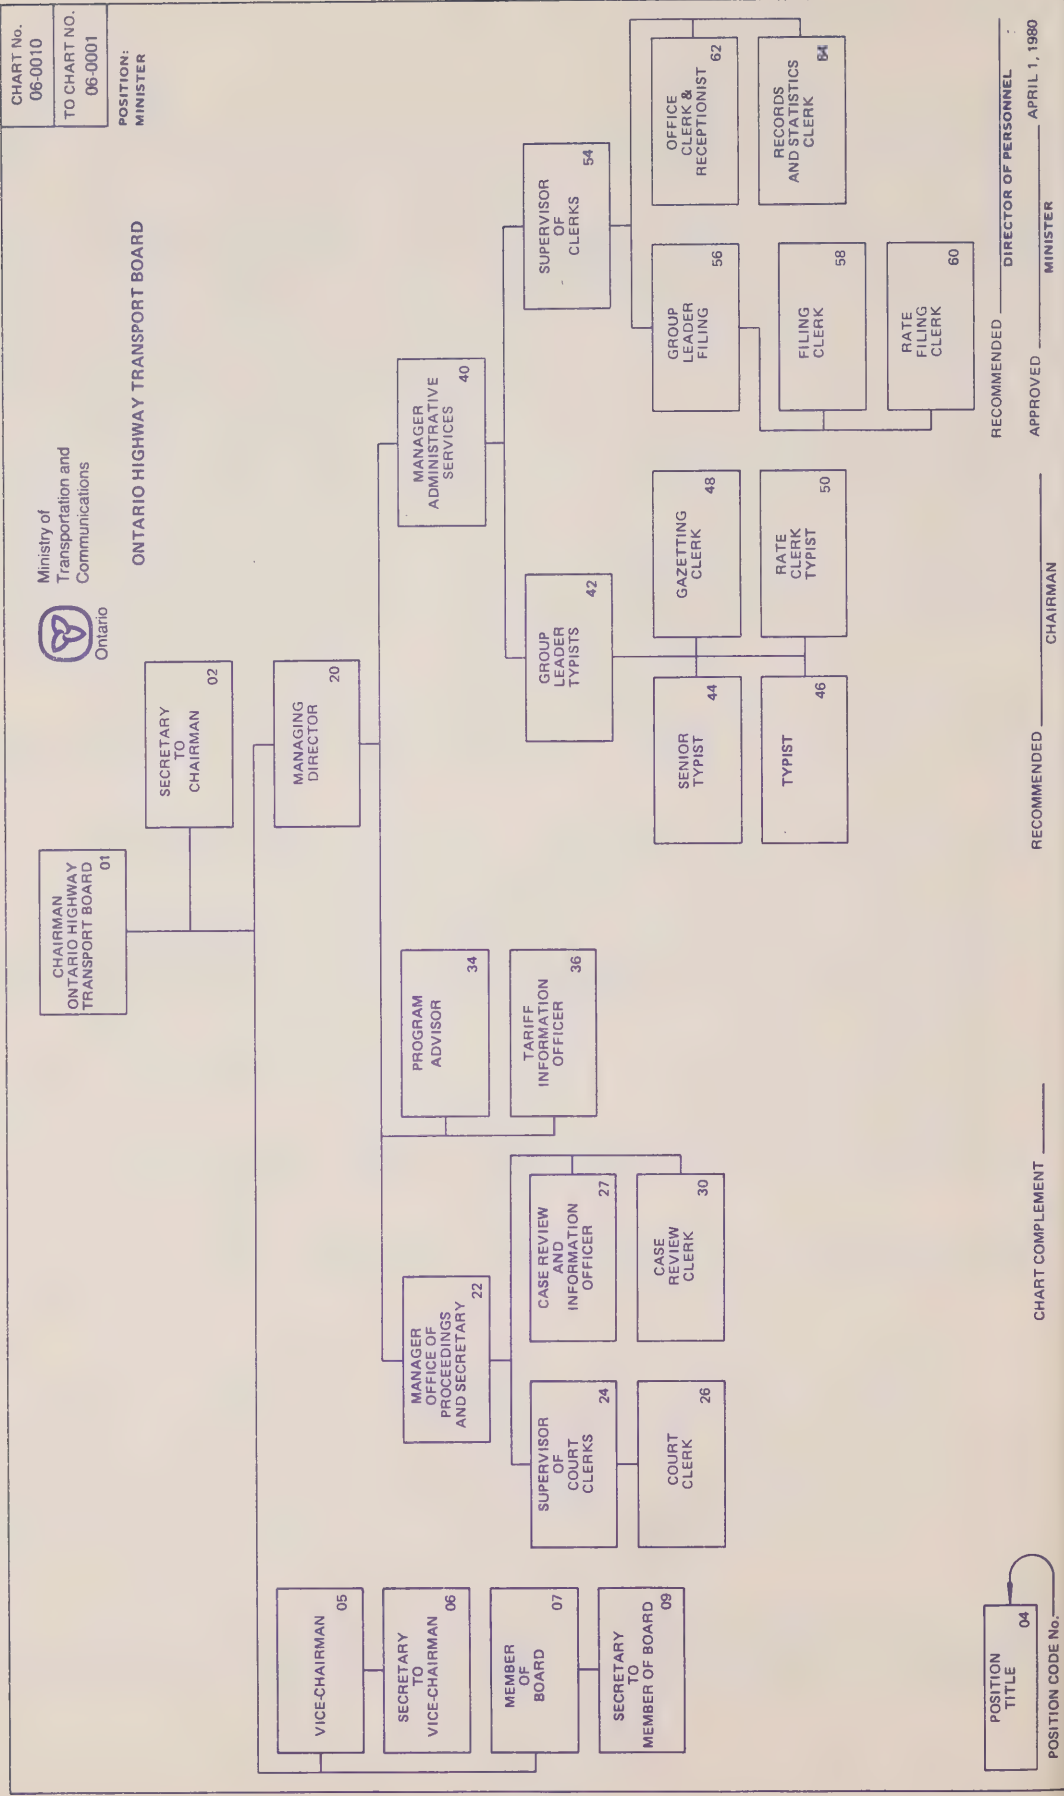 CHART No.
06-0010
TO CHART NO.
06-0001
POSITION:
MINISTER
Ontario
Ministry of
Transportation and
Communications
ONTARIO HIGHWAY TRANSPORT BOARD
CHAIRMAN
ONTARIO HIGHWAY
TRANSPORT BOARD
01
SECRETARY
TO
CHAIRMAN
02
MANAGING
DIRECTOR
20
VICE-CHAIRMAN
05
SECRETARY
TO
VICE-CHAIRMAN
06
MEMBER
OF
BOARD
07
SECRETARY
TO
MEMBER OF BOARD
09
MANAGER
OFFICE OF
PROCEEDINGS
AND SECRETARY
22
SUPERVISOR
OF
COURT
CLERKS
24
COURT
CLERK
26
CASE REVIEW
AND
INFORMATION
OFFICER
27
CASE
REVIEW
CLERK
30
PROGRAM
ADVISOR
34
TARIFF
INFORMATION
OFFICER
36
MANAGER
ADMINISTRATIVE
SERVICES
40
GROUP
LEADER
TYPISTS
42
SENIOR
TYPIST
44
TYPIST
46
GAZETTING
CLERK
48
RATE
CLERK
TYPIST
50
SUPERVISOR
OF
CLERKS
54
GROUP
LEADER
FILING
56
FILING
CLERK
58
RATE
FILING
CLERK
60
OFFICE
CLERK &
RECEPTIONIST
62
RECORDS
AND STATISTICS
CLERK
64
POSITION
TITLE
04
POSITION CODE No.
CHART COMPLEMENT
RECOMMENDED
CHAIRMAN
RECOMMENDED
DIRECTOR OF PERSONNEL
APPROVED
APRIL 1, 1980
MINISTER